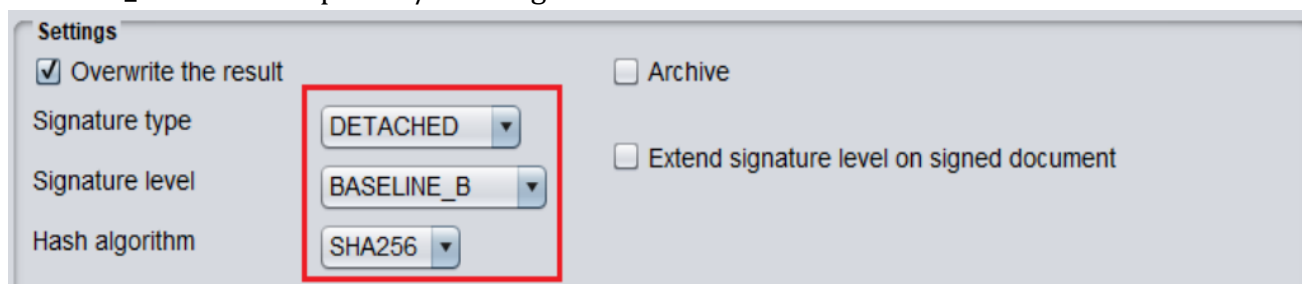 Settings
Overwrite the result
Archive
Signature type
DETACHED
Extend signature level on signed document
Signature level
BASELINE_B
Hash algorithm
SHA256